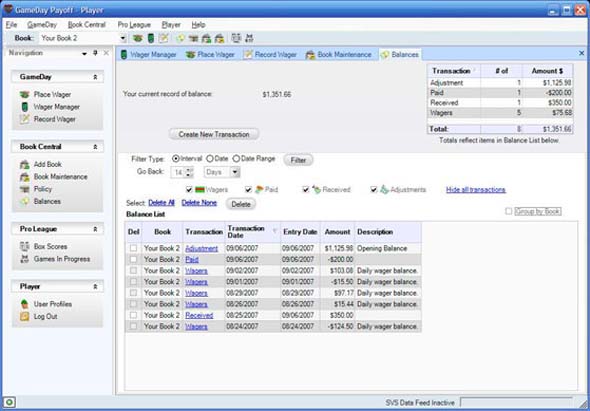 GameDay Payoff - Player
File GameDay Book Central Pro League Player Help
Book: Your Book 2
Navigation
Wager Manager Place Wager Record Wager Book Maintenance Balances
GameDay
Place Wager
Wager Manager
Record Wager
Book Central
Add Book
Book Maintenance
Policy
Balances
Pro League
Box Scores
Games In Progress
Player
User Profiles
Log Out
Your current record of balance: $1,351.66
Create New Transaction
Transaction # of Amount $
Adjustment 1 $1,125.98
Paid 1 -$200.00
Received 1 $350.00
Wagers 5 $75.68
Total: 8 $1,351.66
Totals reflect items in Balance List below.
Filter Type: Interval Date Date Range Filter
Go Back: 14 Days
Wagers Paid Received Adjustments Hide all transactions
Select: Delete All Delete None Delete
Group by Book
Balance List
Del Book Transaction Transaction Date Entry Date Amount Description
Your Book 2 Adjustment 09/06/2007 09/06/2007 $1,125.98 Opening Balance
Your Book 2 Paid 09/06/2007 09/06/2007 -$200.00
Your Book 2 Wagers 09/02/2007 09/02/2007 $103.08 Daily wager balance.
Your Book 2 Wagers 09/01/2007 09/01/2007 -$15.50 Daily wager balance.
Your Book 2 Wagers 08/29/2007 08/29/2007 $97.17 Daily wager balance.
Your Book 2 Wagers 08/26/2007 08/26/2007 $15.44 Daily wager balance.
Your Book 2 Received 08/25/2007 09/06/2007 $350.00
Your Book 2 Wagers 08/24/2007 08/24/2007 -$124.50 Daily wager balance.
SVS Data Feed Inactive